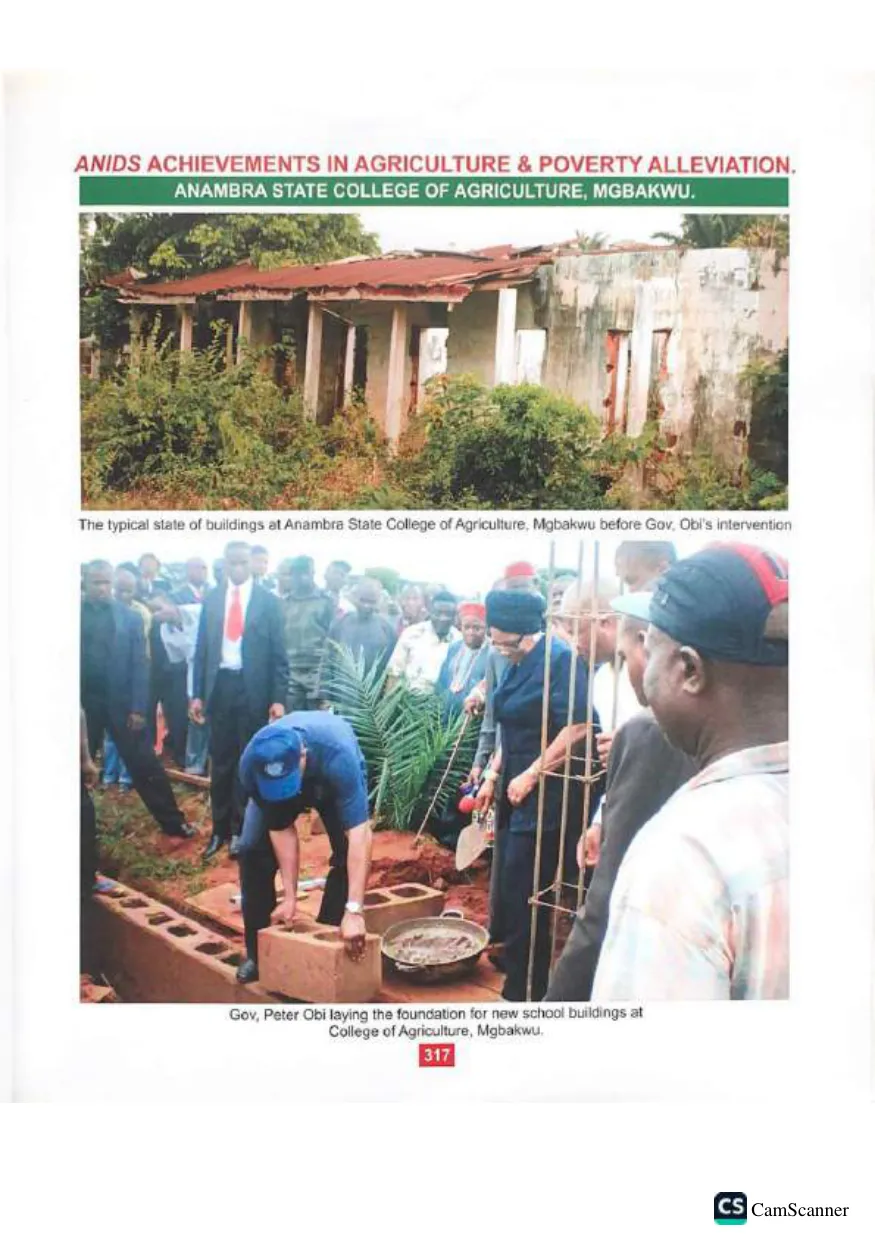 ANIDS ACHIEVEMENTS IN AGRICULTURE & POVERTY ALLEVIATION.
ANAMBRA STATE COLLEGE OF AGRICULTURE, MGBAKWU.
The typical state of buildings at Anambra State College of Agriculture, Mgbakwu before Gov, Obi's intervention
Gov, Peter Obi laying the foundation for new school buildings at
College of Agriculture, Mgbakwu.
317
CS CamScanner